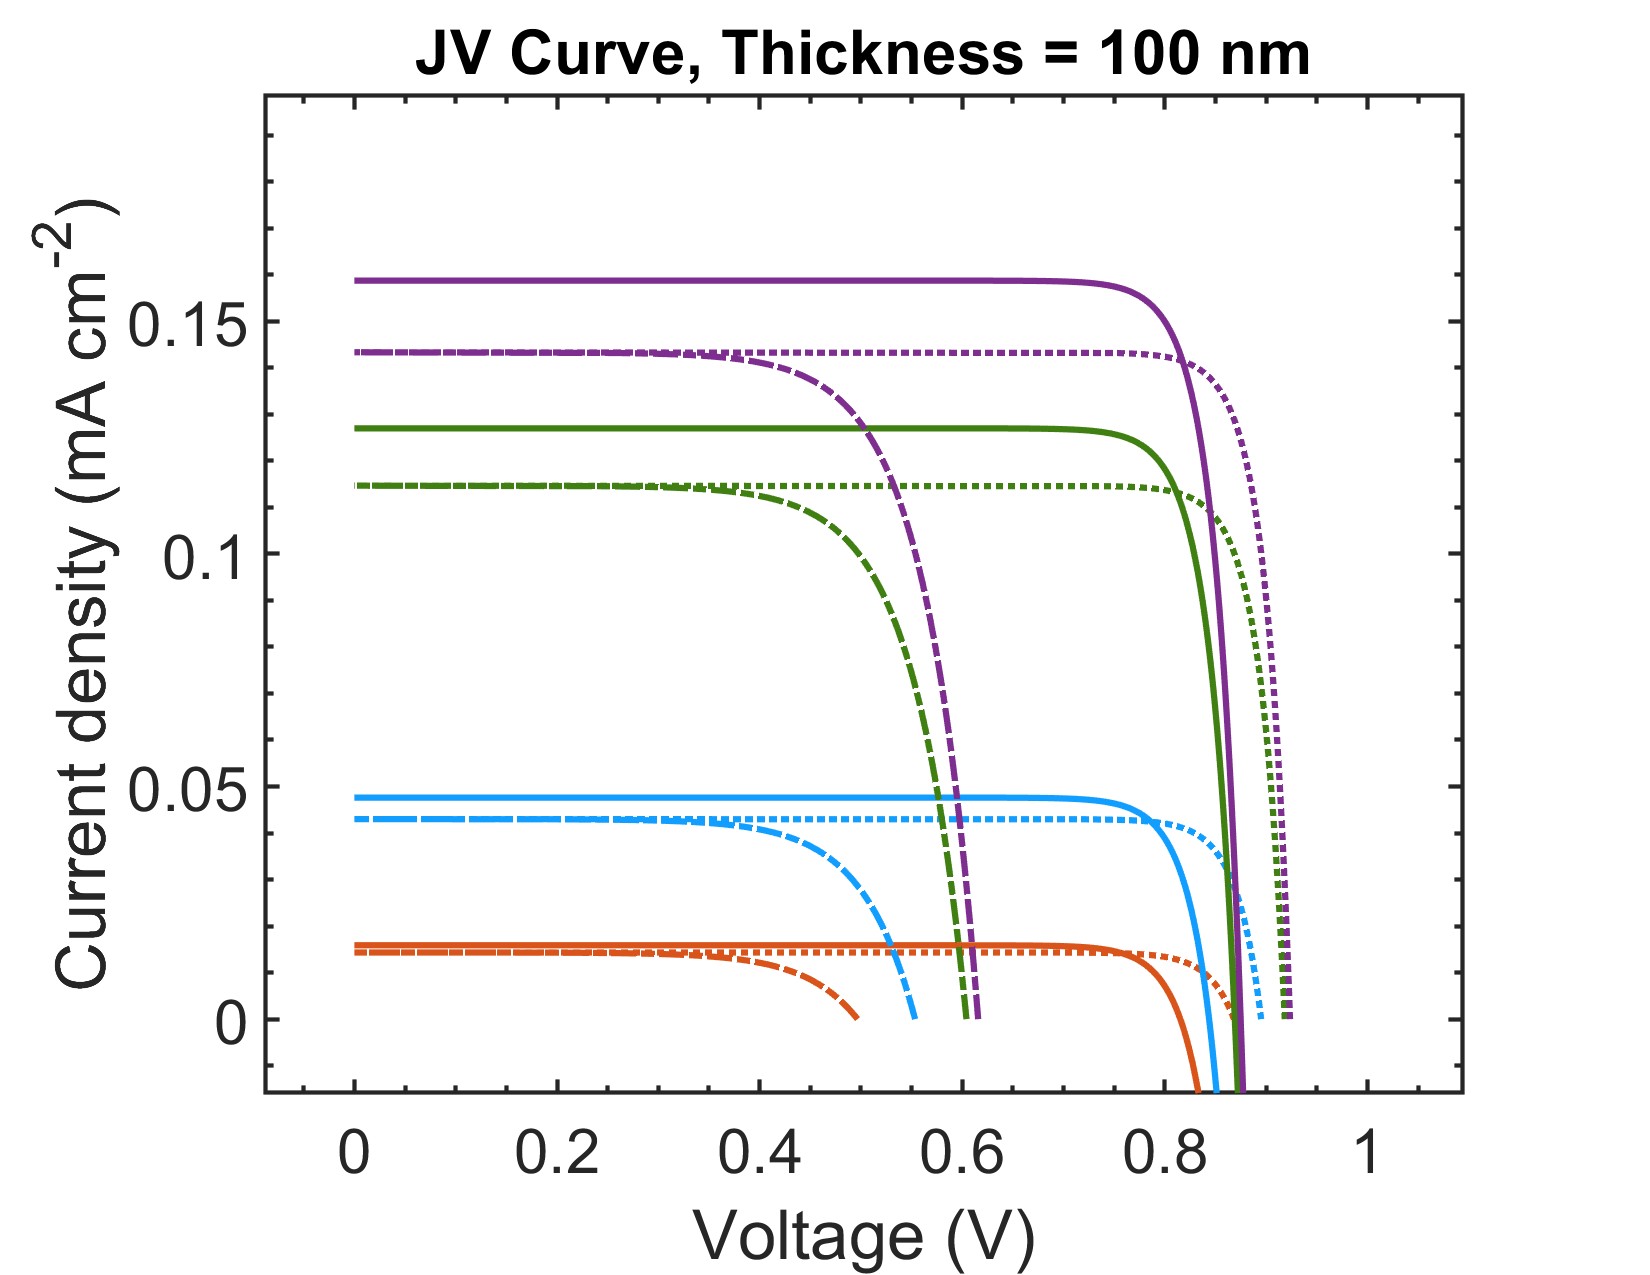 JV Curve, Thickness = 100 nm
Current density (mA cm-2)
0.15
0.1
0.05
0
0 0.2 0.4 0.6 0.8 1
Voltage (V)